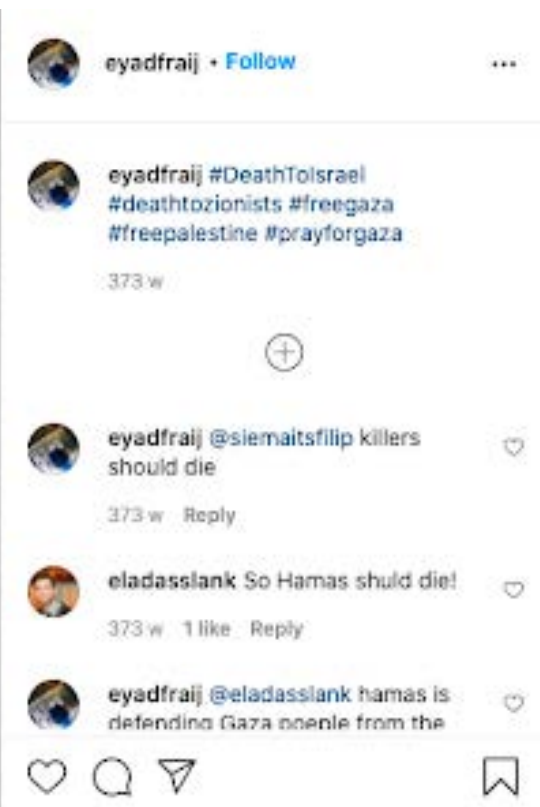 eyadfraij • Follow
eyadfraij #DeathToIsrael
#deathtozionists #freegaza
#freepalestine #prayforgaza
373 w
eyadfraij @siemaitsfilip killers
should die
373 w Reply
eladasslank So Hamas shuld die!
373 w 1 like Reply
eyadfraij @eladasslank hamas is
defending Gaza people from the